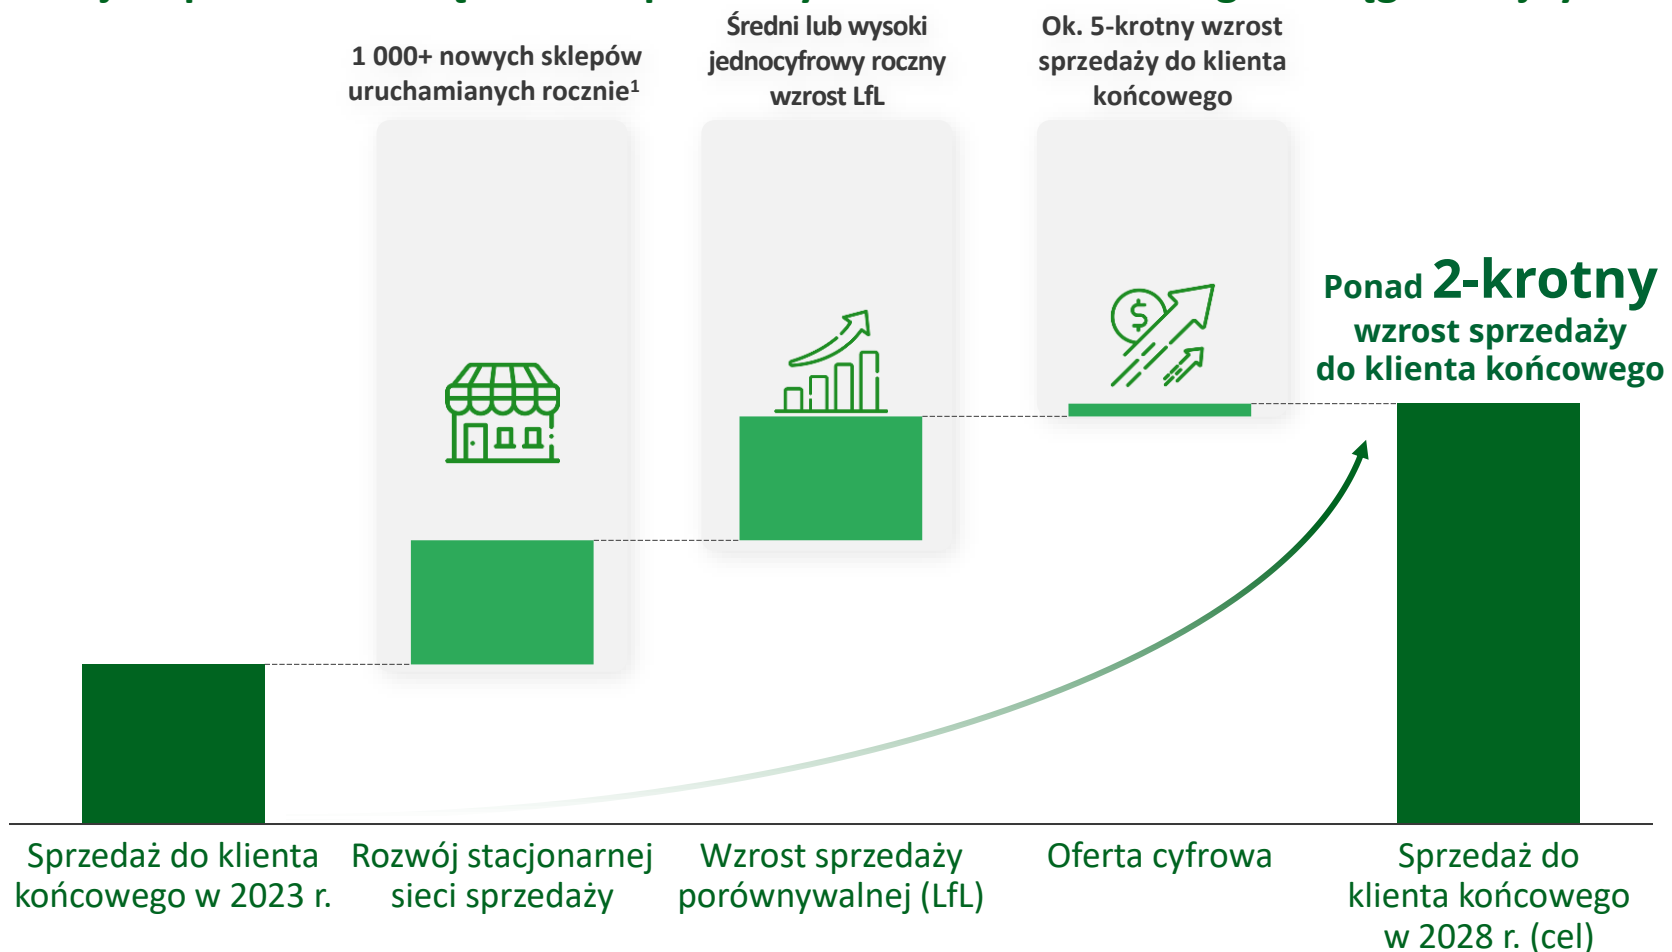 1 000+ nowych sklepów
uruchamianych rocznie¹
Średni lub wysoki
jednocyfrowy roczny
wzrost LfL
Ok. 5-krotny wzrost
sprzedaży do klienta
końcowego
$
Ponad 2-krotny
wzrost sprzedaży
do klienta końcowego
Sprzedaż do klienta
końcowego w 2023 r.
Rozwój stacjonarnej
sieci sprzedaży
Wzrost sprzedaży
porównywalnej (LfL)
Oferta cyfrowa
Sprzedaż do
klienta końcowego
w 2028 r. (cel)